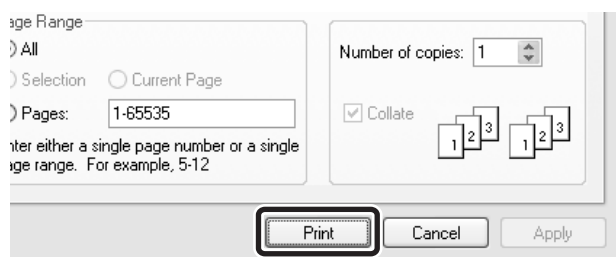 age Range
All
Selection Current Page
Pages: 1-65535
nter either a single page number or a single
age range. For example, 5-12
Number of copies: 1
Collate
1 2 3 1 2 3
Print Cancel Apply